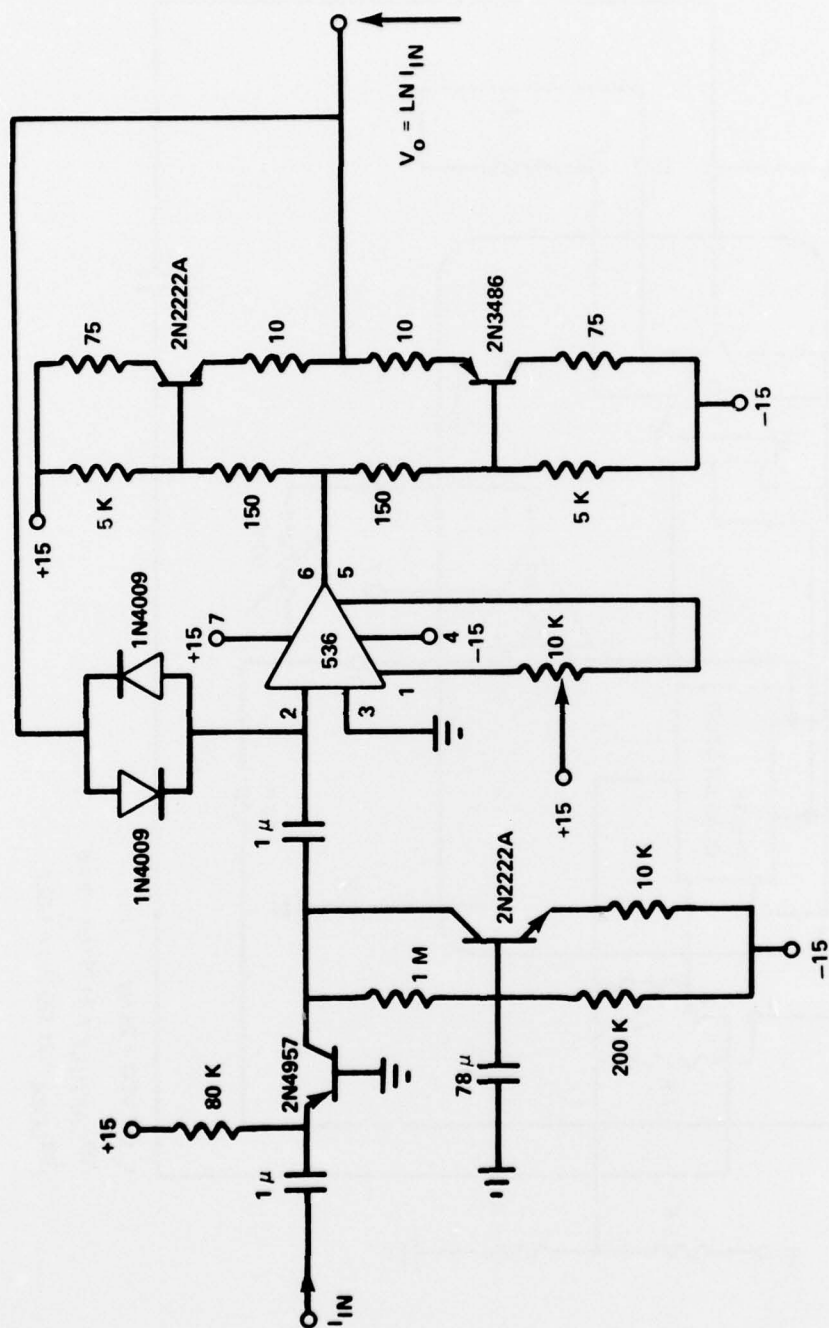 I_IN
1 µ
+15
80 K
2N4957
78 µ
1 M
200 K
2N2222A
10 K
−15
1 µ
1N4009
1N4009
2
3
536
+15
7
4
−15
1
6
5
10 K
+15
+15
5 K
150
150
5 K
75
2N2222A
10
10
2N3486
75
−15
V_o = LN I_IN